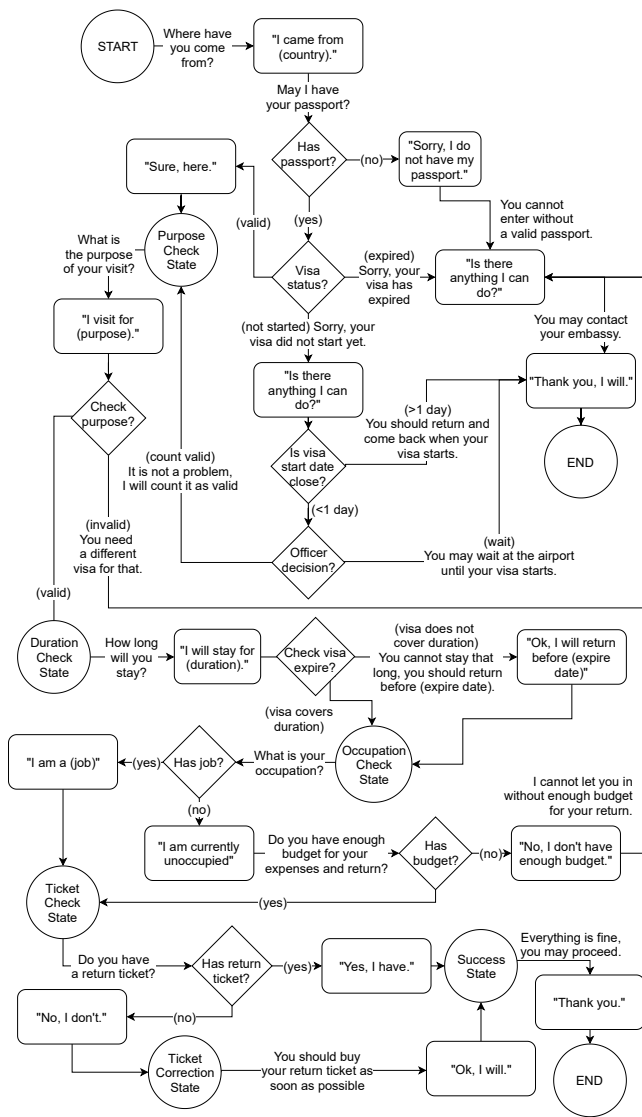 START
Where have
you come
from?
"I came from
(country)."
May I have
your passport?
Has
passport?
(no)
"Sorry, I do
not have my
passport."
"Sure, here."
(yes)
(valid)
You cannot
enter without
a valid passport.
Purpose
Check
State
What is
the purpose
of your visit?
Visa
status?
(expired)
Sorry, your
visa has
expired
"Is there
anything I can
do?"
"I visit for
(purpose)."
(not started) Sorry, your
visa did not start yet.
You may contact
your embassy.
"Is there
anything I can
do?"
"Thank you, I will."
Check
purpose?
(>1 day)
You should return and
come back when your
visa starts.
Is visa
start date
close?
END
(count valid)
It is not a problem,
I will count it as valid
(<1 day)
(invalid)
You need
a different
visa for that.
Officer
decision?
(wait)
You may wait at the airport
until your visa starts.
(valid)
Duration
Check
State
How long
will you
stay?
"I will stay for
(duration)."
Check visa
expire?
(visa does not
cover duration)
You cannot stay that
long, you should return
before (expire date).
"Ok, I will return
before (expire
date)"
(visa covers
duration)
Occupation
Check
State
What is your
occupation?
Has job?
(yes)
"I am a (job)"
(no)
"I am currently
unoccupied"
Do you have enough
budget for your
expenses and return?
Has
budget?
(no)
"No, I don't have
enough budget."
I cannot let you in
without enough budget
for your return.
(yes)
Ticket
Check
State
Do you have
a return ticket?
Has return
ticket?
(yes)
"Yes, I have."
Success
State
Everything is fine,
you may proceed.
"Thank you."
(no)
"No, I don't."
Ticket
Correction
State
You should buy
your return ticket as
soon as possible
"Ok, I will."
END